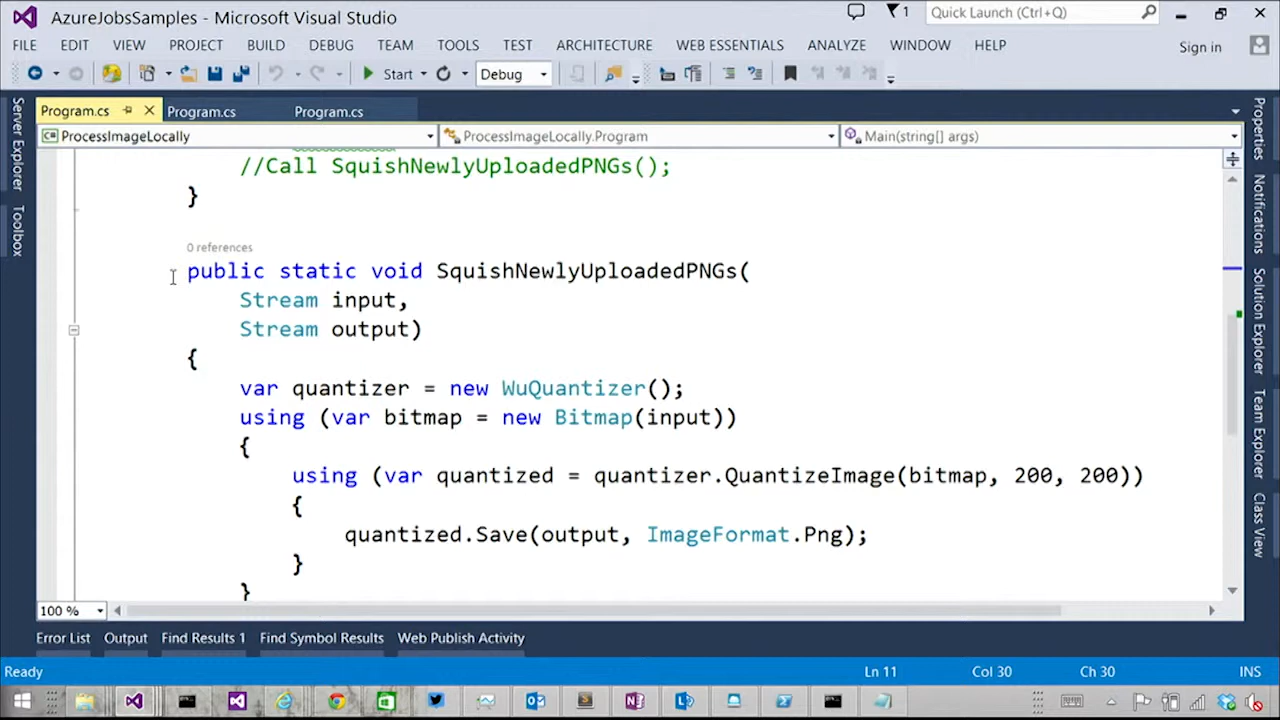 AzureJobsSamples - Microsoft Visual Studio
1
Quick Launch (Ctrl+Q)
FILE EDIT VIEW PROJECT BUILD DEBUG TEAM TOOLS TEST ARCHITECTURE WEB ESSENTIALS ANALYZE WINDOW HELP Sign in
Start Debug
Program.cs Program.cs Program.cs
ProcessImageLocally ProcessImageLocally.Program Main(string[] args)
//Call SquishNewlyUploadedPNGs();
}
0 references
public static void SquishNewlyUploadedPNGs(
Stream input,
Stream output)
{
var quantizer = new WuQuantizer();
using (var bitmap = new Bitmap(input))
{
using (var quantized = quantizer.QuantizeImage(bitmap, 200, 200))
{
quantized.Save(output, ImageFormat.Png);
}
}
100 %
Error List Output Find Results 1 Find Symbol Results Web Publish Activity
Ready Ln 11 Col 30 Ch 30 INS
Server Explorer
Toolbox
Properties
Notifications
Solution Explorer
Team Explorer
Class View